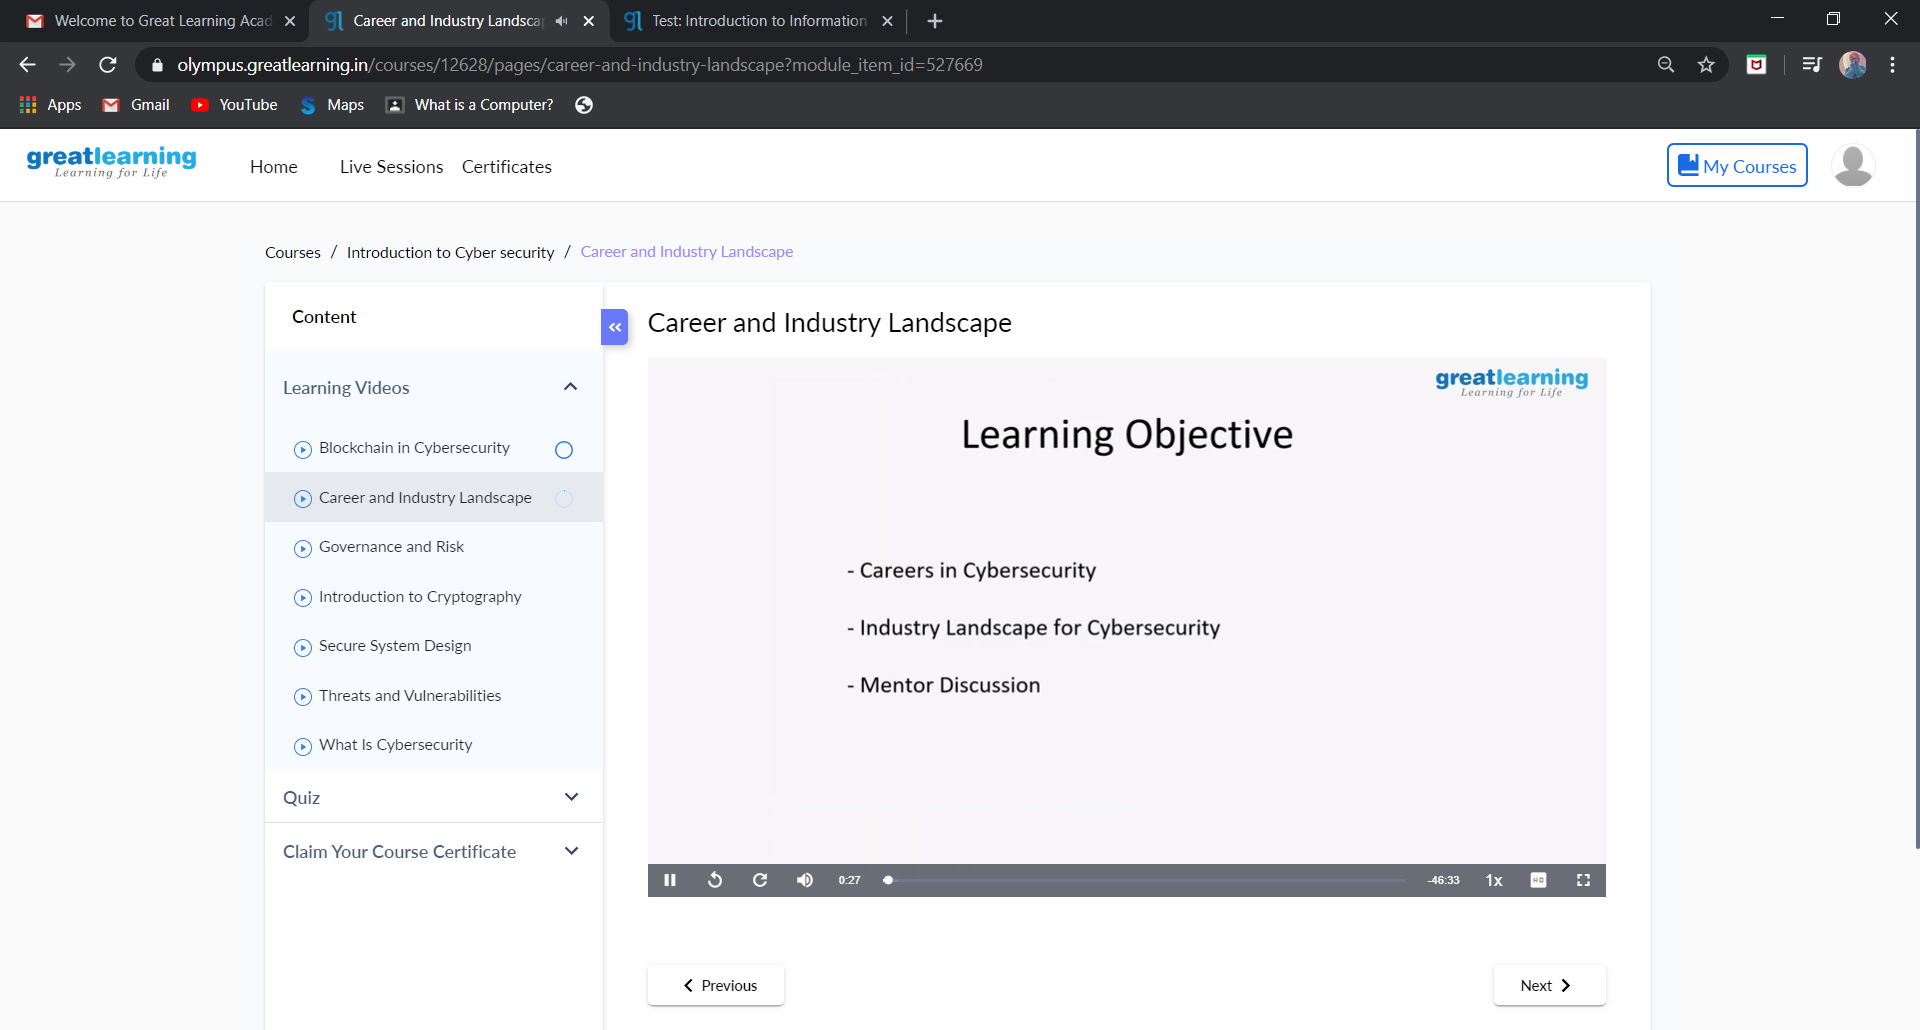 Welcome to Great Learning Acad
Career and Industry Landscap
Test: Introduction to Information
olympus.greatlearning.in/courses/12628/pages/career-and-industry-landscape?module_item_id=527669
Apps Gmail YouTube Maps What is a Computer?
greatlearning
Learning for Life
Home Live Sessions Certificates
My Courses
Courses / Introduction to Cyber security / Career and Industry Landscape
Content
Learning Videos
Blockchain in Cybersecurity
Career and Industry Landscape
Governance and Risk
Introduction to Cryptography
Secure System Design
Threats and Vulnerabilities
What Is Cybersecurity
Quiz
Claim Your Course Certificate
Career and Industry Landscape
greatlearning
Learning for Life
Learning Objective
- Careers in Cybersecurity
- Industry Landscape for Cybersecurity
- Mentor Discussion
0:27 -46:33 1x HD
Previous
Next